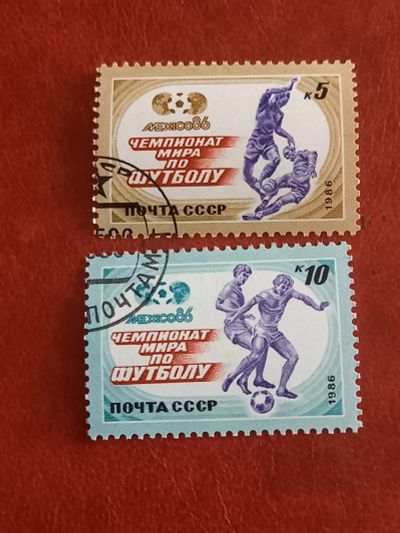 к5
MEXICO86
ЧЕМПИОНАТ
МИРА
ПО
ФУТБОЛУ
1986
ПОЧТА СССР
к10
MEXICO86
ЧЕМПИОНАТ
МИРА
ПО
ФУТБОЛУ
1986
ПОЧТА СССР
ПОЧТАМ